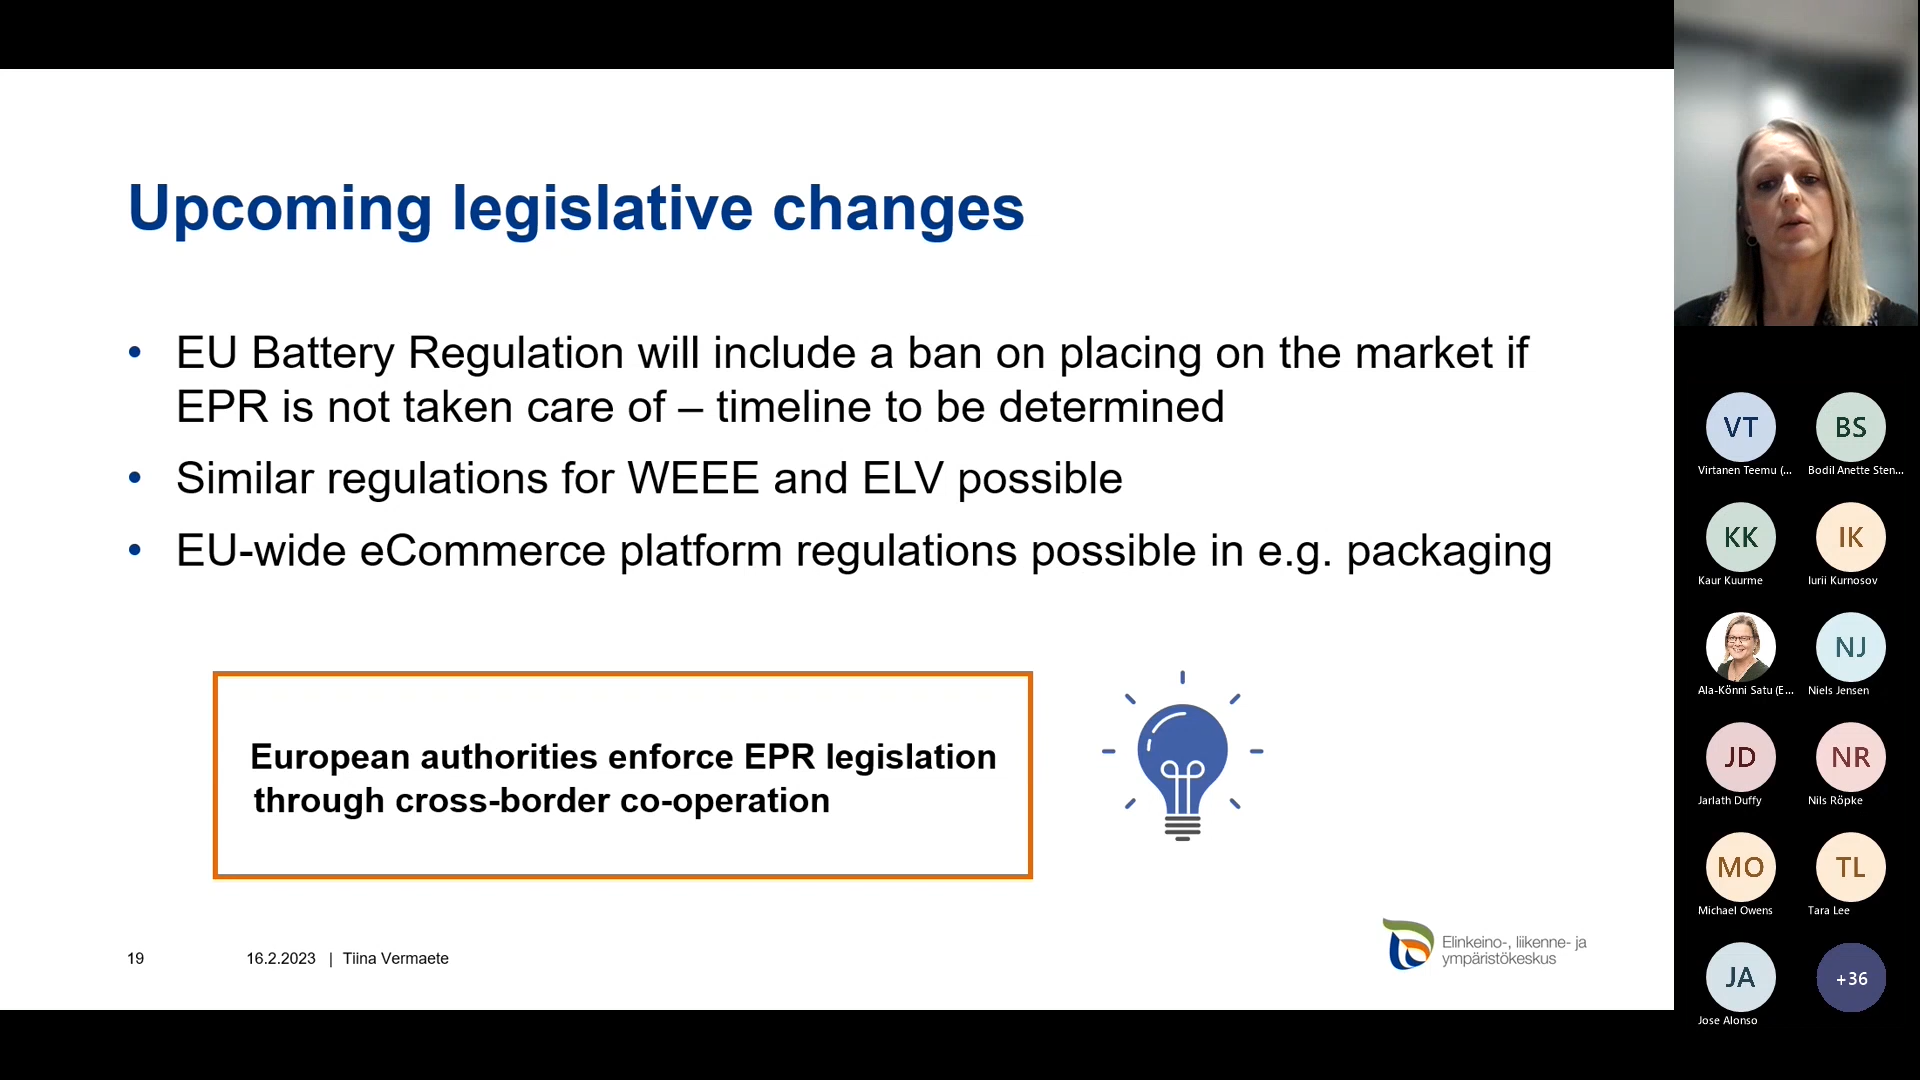 Upcoming legislative changes
• EU Battery Regulation will include a ban on placing on the market if
EPR is not taken care of – timeline to be determined
• Similar regulations for WEEE and ELV possible
• EU-wide eCommerce platform regulations possible in e.g. packaging
European authorities enforce EPR legislation
through cross-border co-operation
19 16.2.2023 | Tiina Vermaete
Elinkeino-, liikenne- ja
ympäristökeskus
VT BS
Virtanen Teemu (... Bodil Anette Sten...
KK IK
Kaur Kuurme Iurii Kurnosov
NJ
Ala-Könni Satu (E... Niels Jensen
JD NR
Jarlath Duffy Nils Röpke
MO TL
Michael Owens Tara Lee
JA +36
Jose Alonso